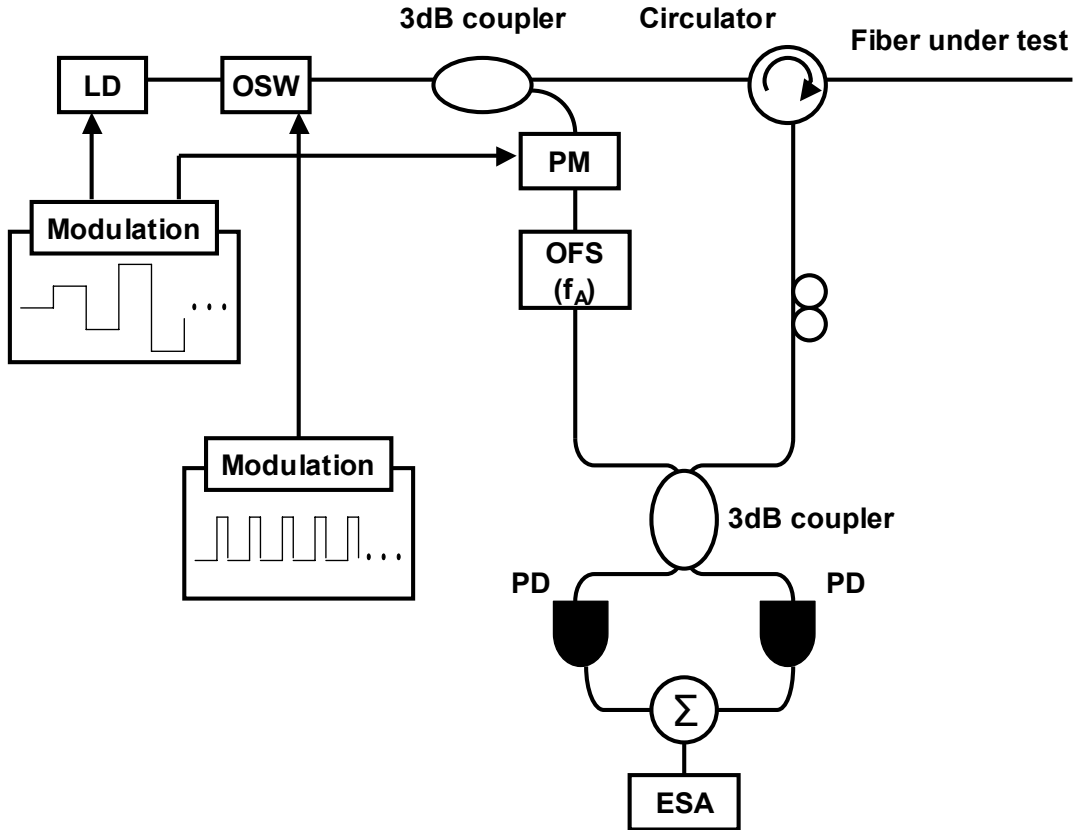 3dB coupler
Circulator
Fiber under test
LD
OSW
PM
Modulation
OFS
(fA)
Modulation
3dB coupler
PD
PD
Σ
ESA